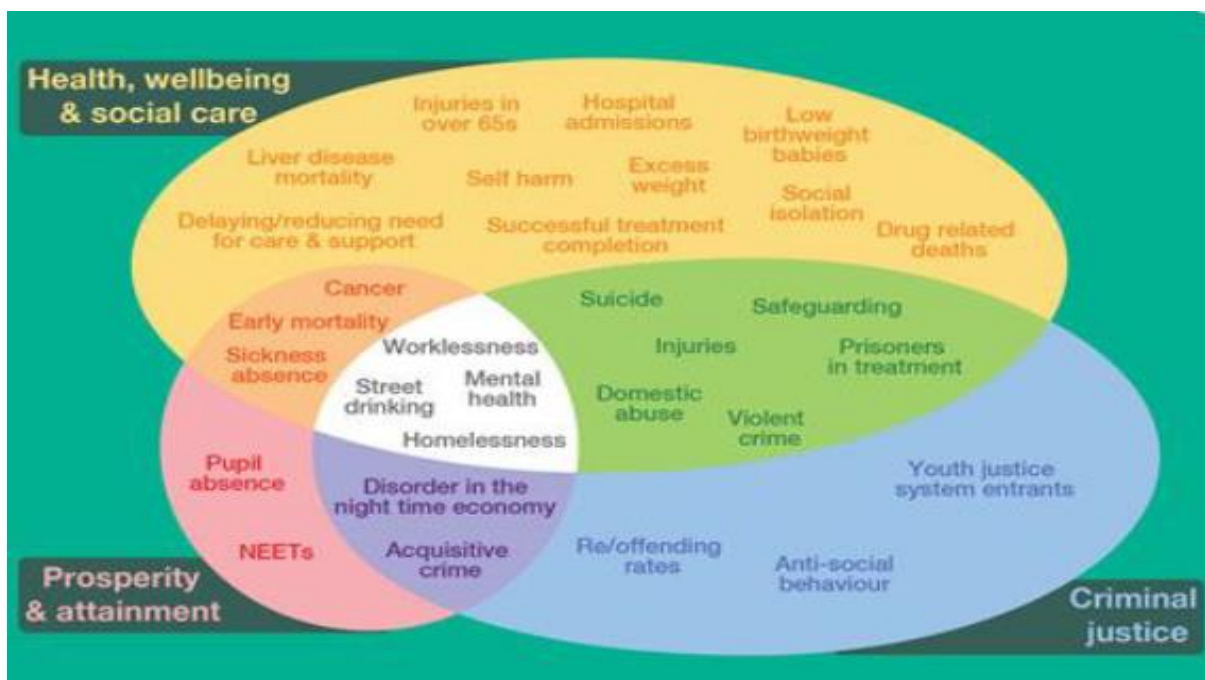 Health, wellbeing
& social care
Injuries in
over 65s
Hospital
admissions
Low
birthweight
babies
Liver disease
mortality
Self harm
Excess
weight
Social
isolation
Delaying/reducing need
for care & support
Successful treatment
completion
Drug related
deaths
Cancer
Early mortality
Sickness
absence
Worklessness
Street
drinking
Mental
health
Homelessness
Suicide
Safeguarding
Injuries
Prisoners
in treatment
Domestic
abuse
Violent
crime
Pupil
absence
NEETs
Disorder in the
night time economy
Acquisitive
crime
Re/offending
rates
Anti-social
behaviour
Youth justice
system entrants
Prosperity
& attainment
Criminal
justice